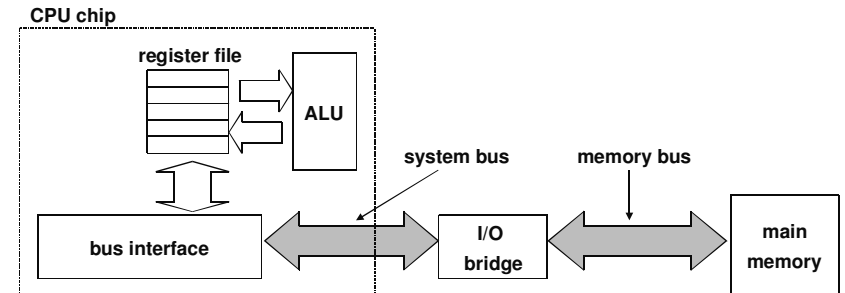 CPU chip
register file
ALU
system bus
memory bus
bus interface
I/O
bridge
main
memory